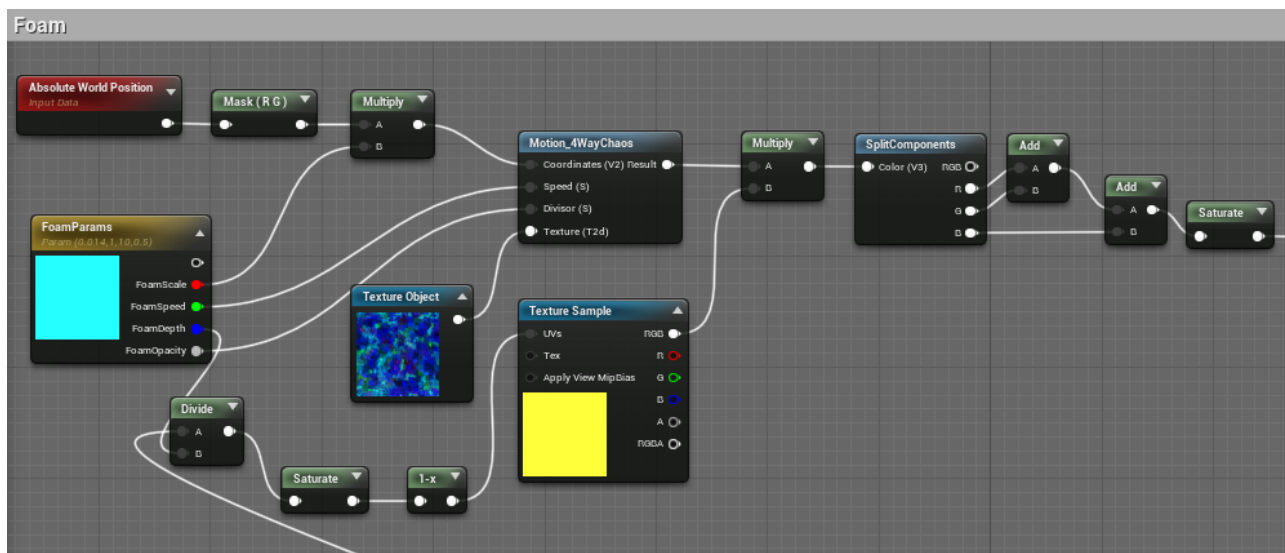 Foam
Absolute World Position
Input Data
Mask ( R G )
Multiply
A
B
Motion_4WayChaos
Coordinates (V2) Result
Speed (S)
Divisor (S)
Texture (T2d)
Multiply
A
B
SplitComponents
Color (V3) RGB
R
G
B
Add
A
B
Add
A
B
Saturate
FoamParams
Param (0.014,1,10,0.5)
FoamScale
FoamSpeed
FoamDepth
FoamOpacity
Texture Object
Texture Sample
UVs RGB
Tex R
Apply View MipBias G
B
A
RGBA
Divide
A
B
Saturate
1-x